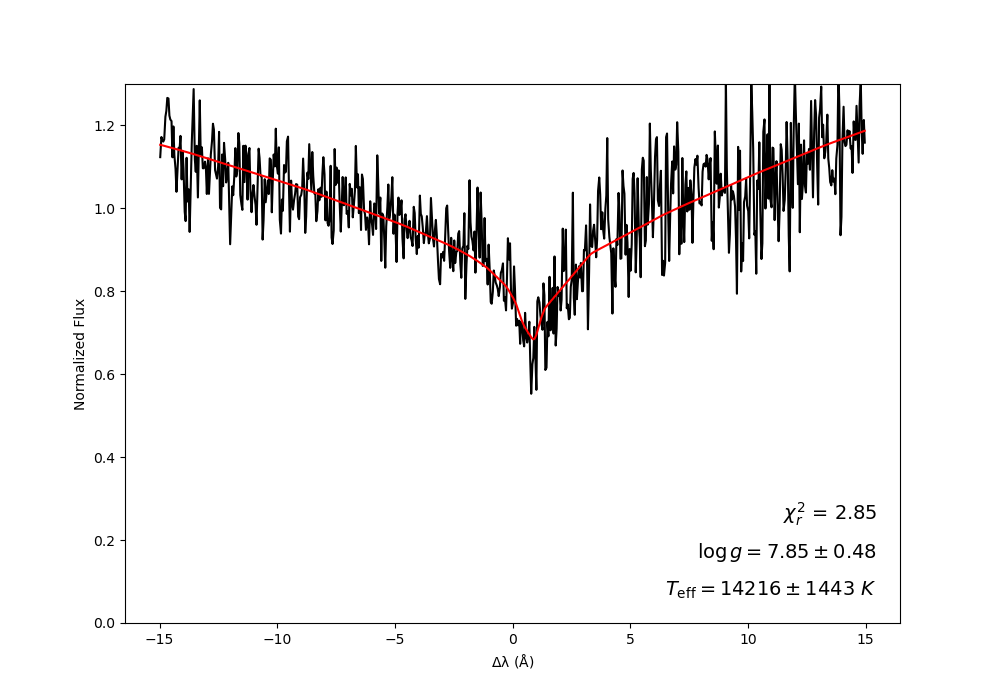 1.2
1.0
0.8
0.6
0.4
0.2
0.0
Normalized Flux
χ²ᵣ = 2.85
log g = 7.85 ± 0.48
T_eff = 14216 ± 1443 K
−15 −10 −5 0 5 10 15
Δλ (Å)